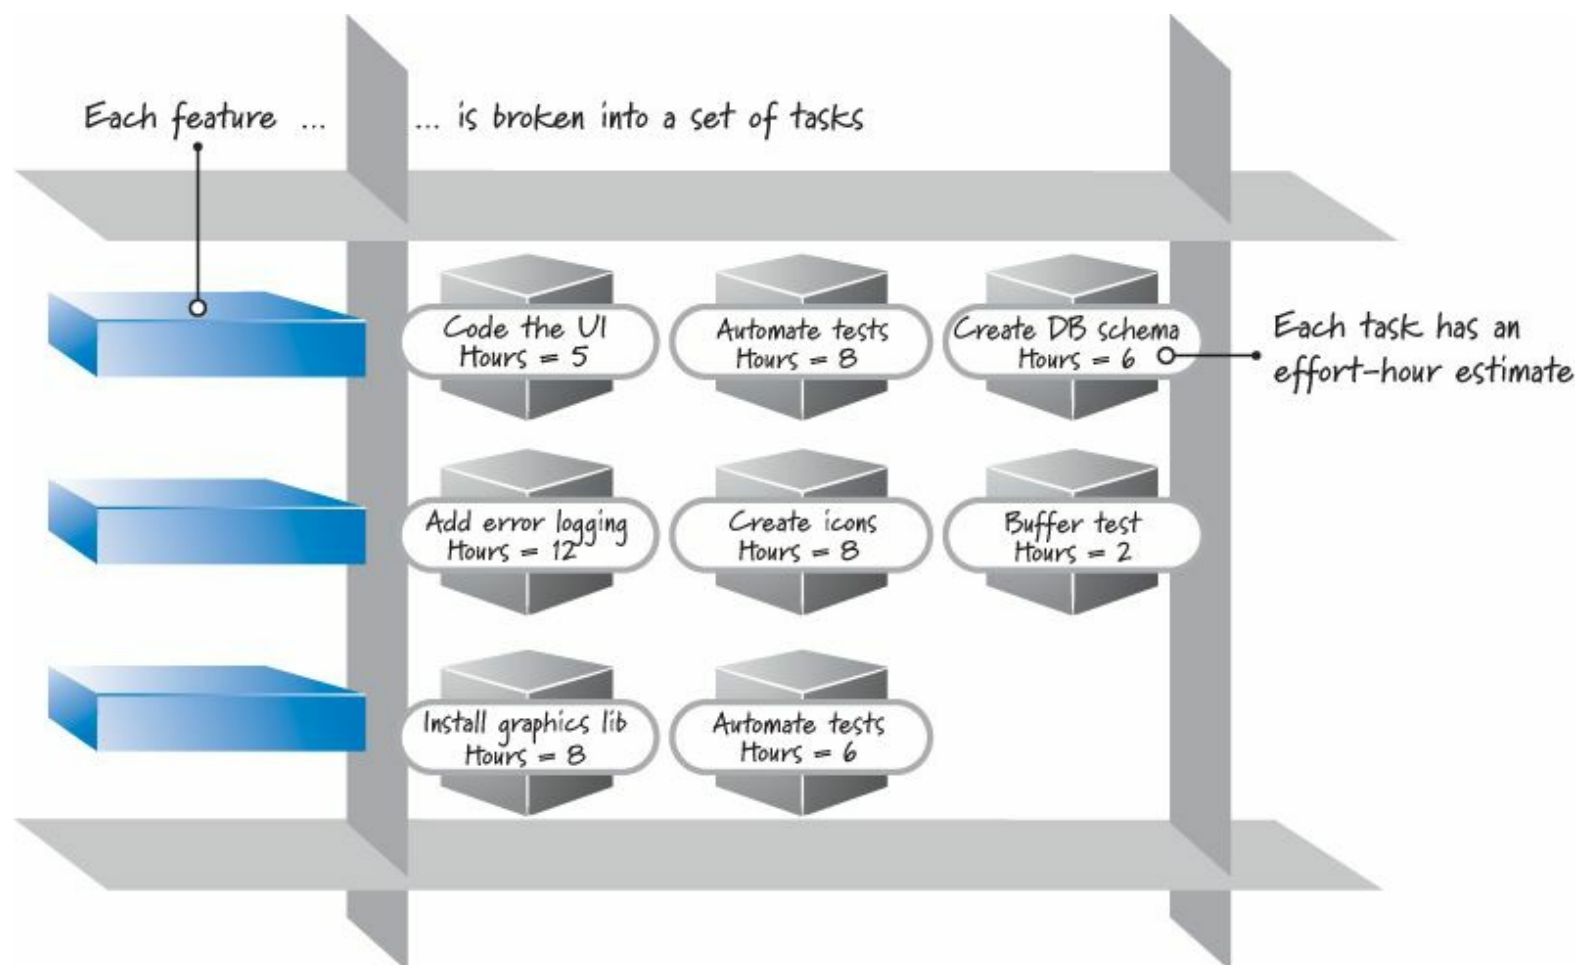 Each feature ...
... is broken into a set of tasks
Code the UI
Hours = 5
Automate tests
Hours = 8
Create DB schema
Hours = 6
Each task has an
effort-hour estimate
Add error logging
Hours = 12
Create icons
Hours = 8
Buffer test
Hours = 2
Install graphics lib
Hours = 8
Automate tests
Hours = 6